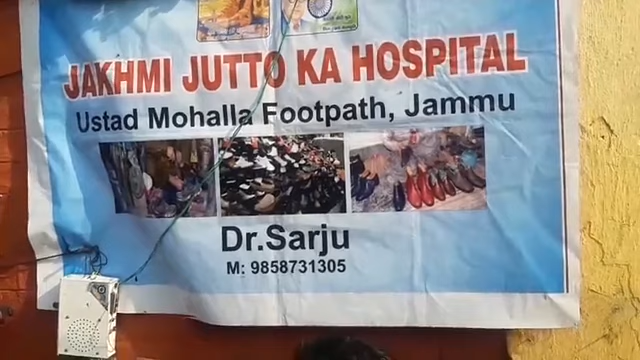 JAKHMI JUTTO KA HOSPITAL
Ustad Mohalla Footpath, Jammu
Dr.Sarju
M: 9858731305